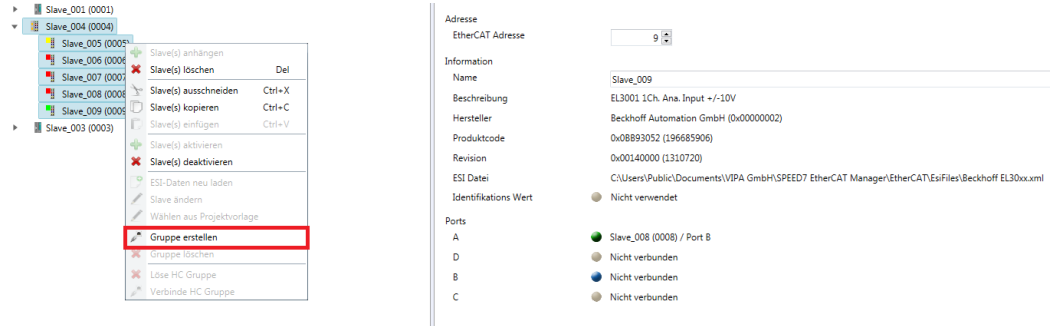 Slave_001 (0001)
Slave_004 (0004)
Slave_005 (0005)
Slave_006 (0006
Slave_007 (0007
Slave_008 (0008
Slave_009 (0009
Slave_003 (0003)
Slave(s) anhängen
Slave(s) löschen Del
Slave(s) ausschneiden Ctrl+X
Slave(s) kopieren Ctrl+C
Slave(s) einfügen Ctrl+V
Slave(s) aktivieren
Slave(s) deaktivieren
ESI-Daten neu laden
Slave ändern
Wählen aus Projektvorlage
Gruppe erstellen
Gruppe löschen
Löse HC Gruppe
Verbinde HC Gruppe
Adresse
EtherCAT Adresse 9
Information
Name Slave_009
Beschreibung EL3001 1Ch. Ana. Input +/-10V
Hersteller Beckhoff Automation GmbH (0x00000002)
Produktcode 0x0BB93052 (196685906)
Revision 0x00140000 (1310720)
ESI Datei C:\Users\Public\Documents\VIPA GmbH\SPEED7 EtherCAT Manager\EtherCAT\EsiFiles\Beckhoff EL30xx.xml
Identifikations Wert Nicht verwendet
Ports
A Slave_008 (0008) / Port B
D Nicht verbunden
B Nicht verbunden
C Nicht verbunden